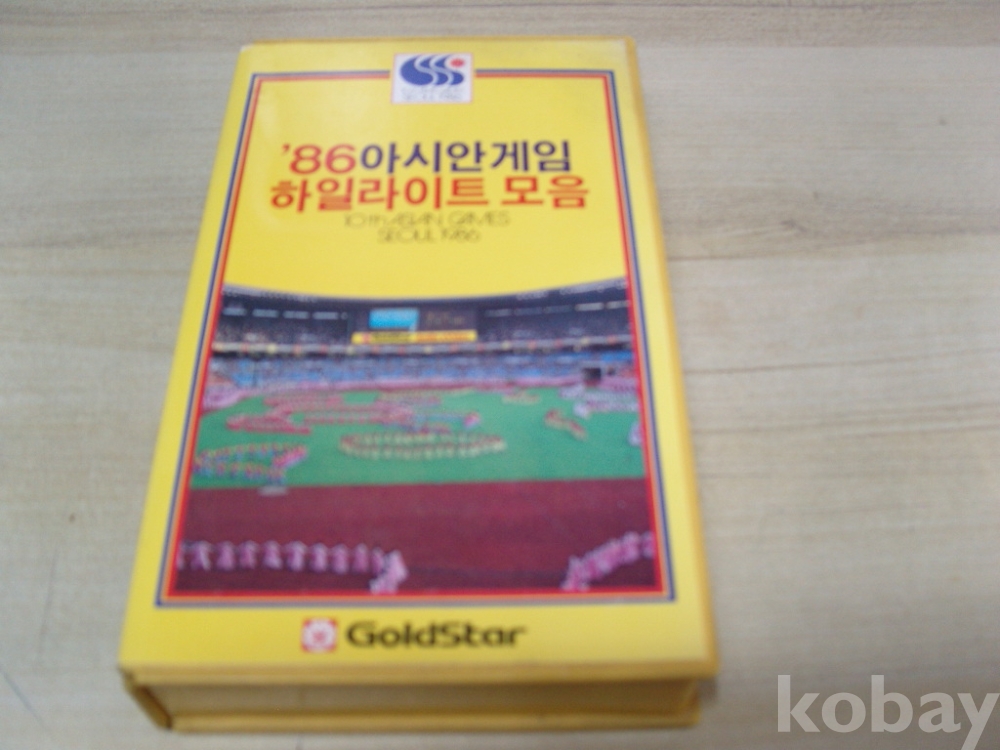 '86아시안게임
하일라이트 모음
10th ASIAN GAMES
SEOUL 1986
GoldStar
kobay